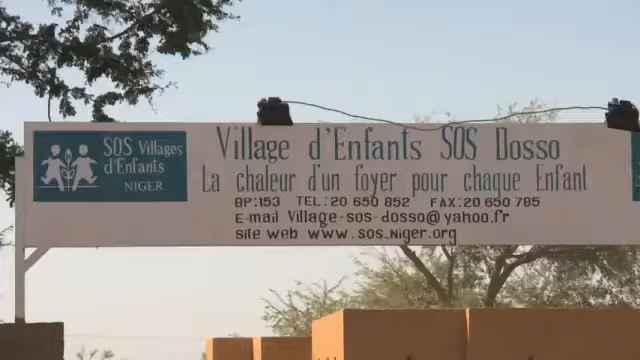 SOS Villages
d'Enfants
NIGER
Village d'Enfants SOS Dosso
La chaleur d'un foyer pour chaque Enfant
BP:153 TEL:20 650 852 FAX:20 650 785
E-mail Village-sos-dosso@yahoo.fr
site web www.sos.niger.org